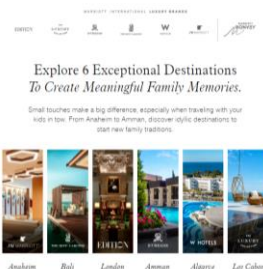 MARRIOTT INTERNATIONAL LUXURY BRANDS
EDITION
W
Explore 6 Exceptional Destinations
To Create Meaningful Family Memories.
Small touches make a big difference, especially when traveling with your
kids in tow. From Anaheim to Amman, discover idyllic destinations to
start new family traditions.
EDITION
W HOTELS
Anaheim Bali London Amman Algarve Los Cabos